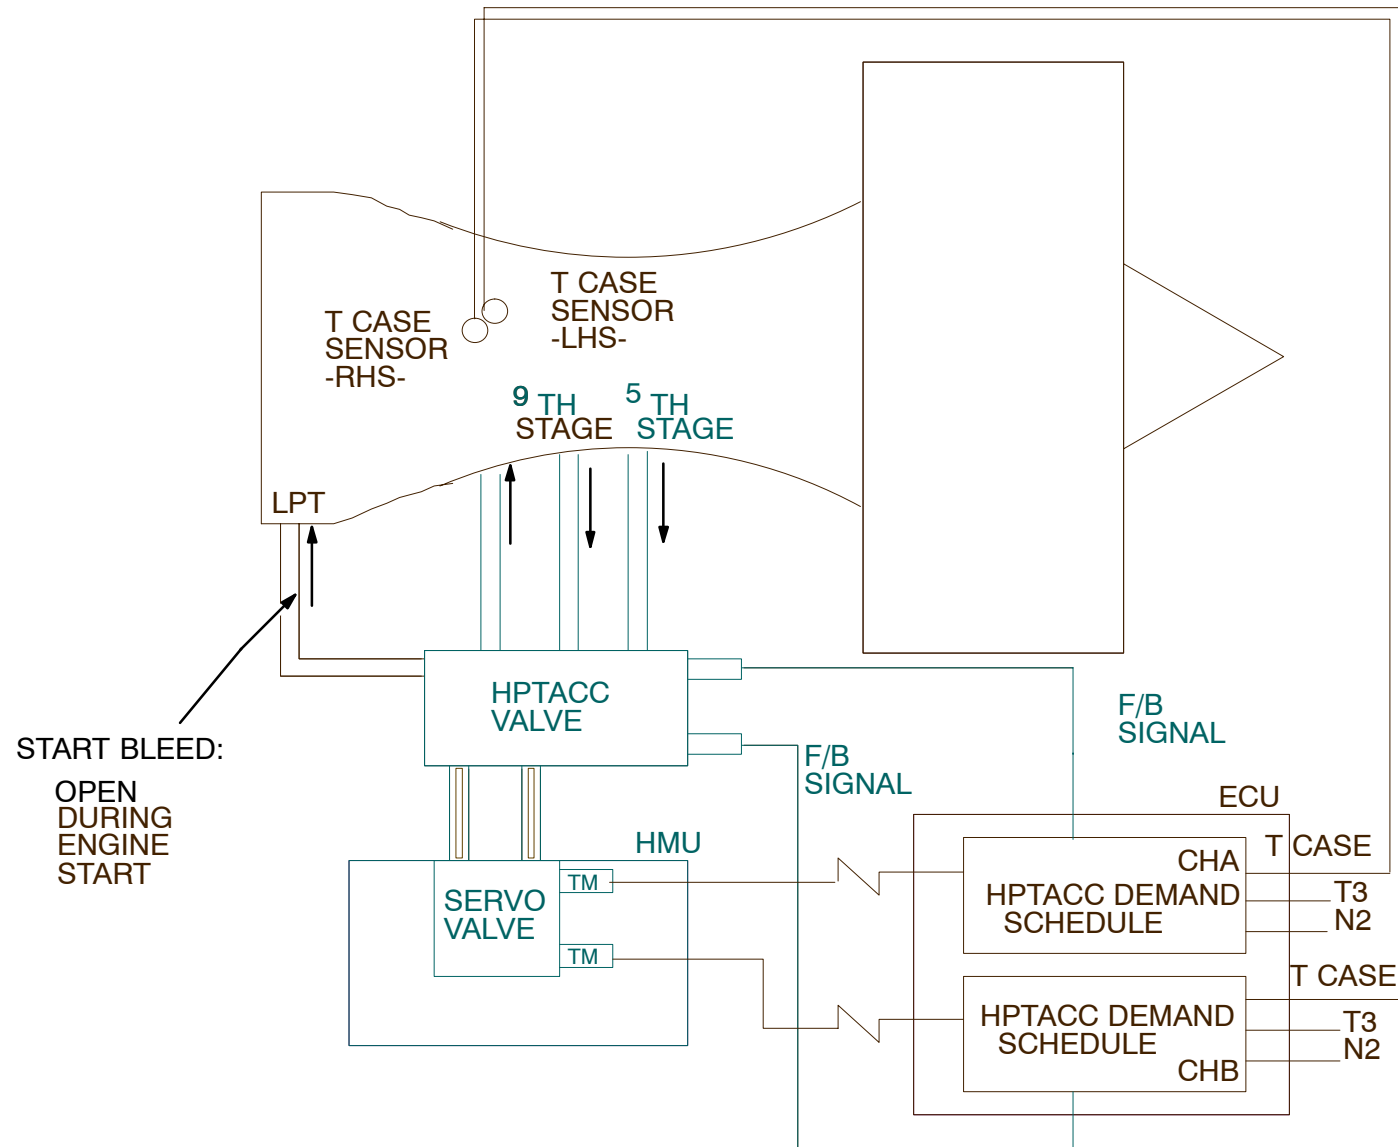 T CASE
SENSOR
-LHS-
T CASE
SENSOR
-RHS-
9 TH
STAGE
5 TH
STAGE
LPT
HPTACC
VALVE
F/B
SIGNAL
F/B
SIGNAL
START BLEED:
OPEN
DURING
ENGINE
START
HMU
SERVO
VALVE
TM
TM
ECU
CHA
HPTACC DEMAND
SCHEDULE
T CASE
T3
N2
HPTACC DEMAND
SCHEDULE
CHB
T CASE
T3
N2